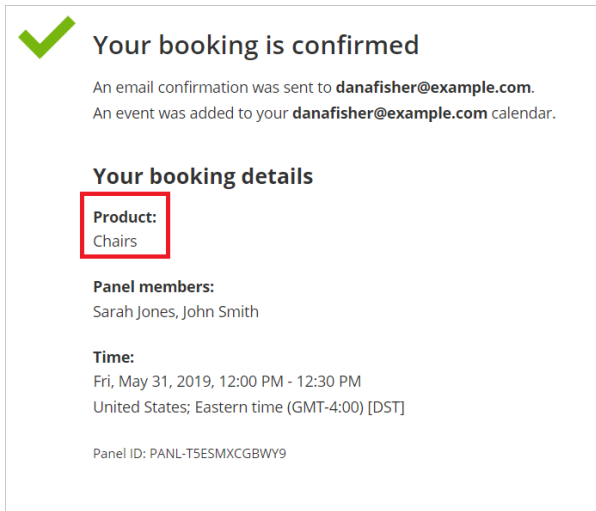 Your booking is confirmed
An email confirmation was sent to danafisher@example.com.
An event was added to your danafisher@example.com calendar.
Your booking details
Product:
Chairs
Panel members:
Sarah Jones, John Smith
Time:
Fri, May 31, 2019, 12:00 PM - 12:30 PM
United States; Eastern time (GMT-4:00) [DST]
Panel ID: PANL-T5ESMXCGBWY9